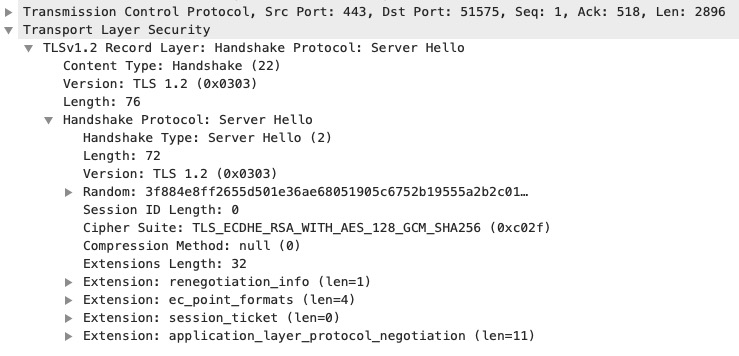 Transmission Control Protocol, Src Port: 443, Dst Port: 51575, Seq: 1, Ack: 518, Len: 2896
Transport Layer Security
TLSv1.2 Record Layer: Handshake Protocol: Server Hello
Content Type: Handshake (22)
Version: TLS 1.2 (0x0303)
Length: 76
Handshake Protocol: Server Hello
Handshake Type: Server Hello (2)
Length: 72
Version: TLS 1.2 (0x0303)
Random: 3f884e8ff2655d501e36ae68051905c6752b19555a2b2c01…
Session ID Length: 0
Cipher Suite: TLS_ECDHE_RSA_WITH_AES_128_GCM_SHA256 (0xc02f)
Compression Method: null (0)
Extensions Length: 32
Extension: renegotiation_info (len=1)
Extension: ec_point_formats (len=4)
Extension: session_ticket (len=0)
Extension: application_layer_protocol_negotiation (len=11)